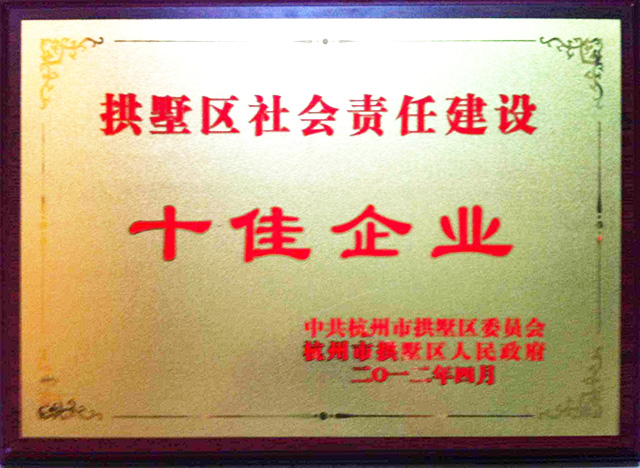 拱墅区社会责任建设
十佳企业
中共杭州市拱墅区委员会
杭州市拱墅区人民政府
二〇一二年四月